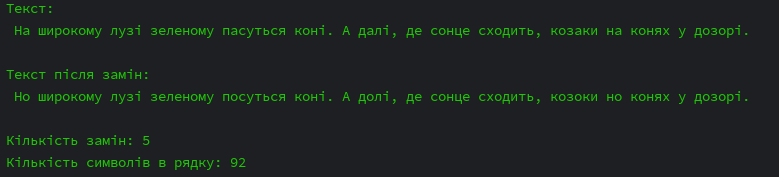 Текст:
На широкому лузі зеленому пасуться коні. А далі, де сонце сходить, козаки на конях у дозорі.
Текст після замін:
Но широкому лузі зеленому посуться коні. А долі, де сонце сходить, козоки но конях у дозорі.
Кількість замін: 5
Кількість символів в рядку: 92